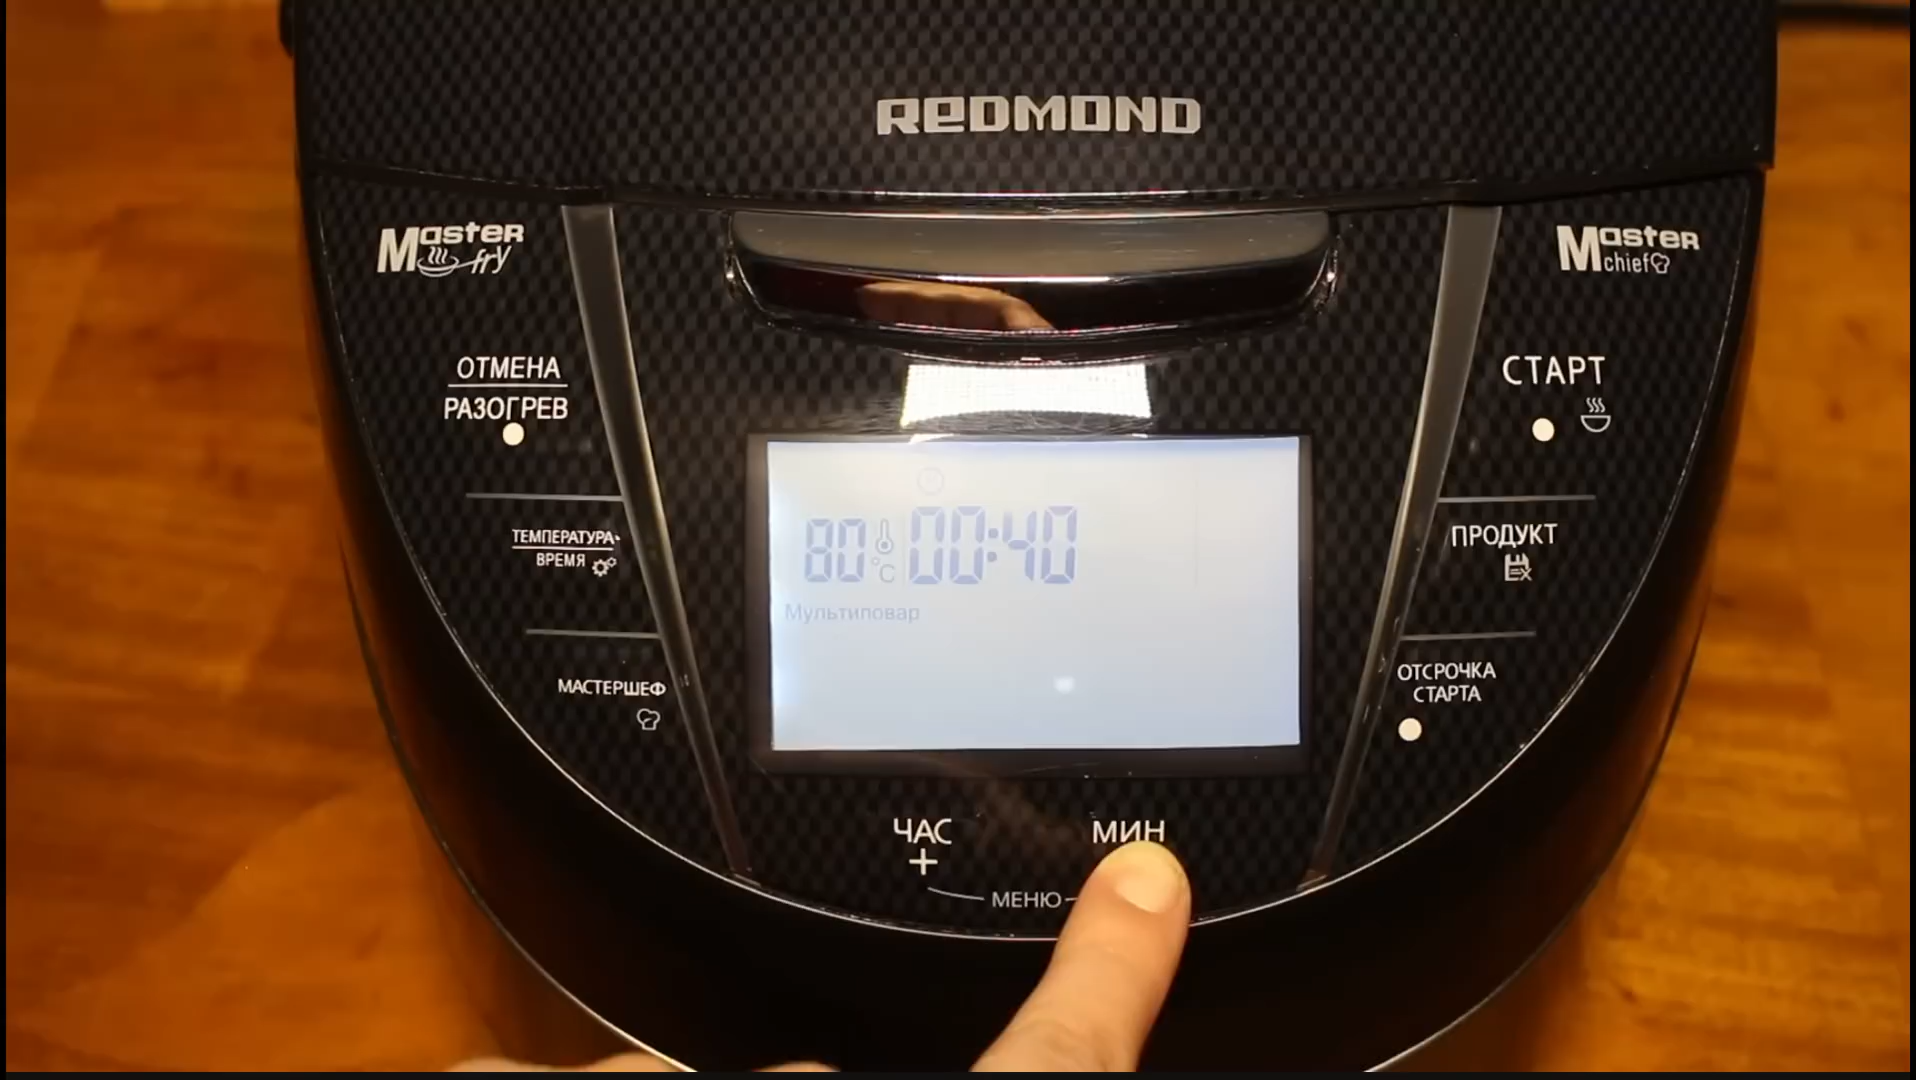 REDMOND
Master fry
Master chief
ОТМЕНА
РАЗОГРЕВ
СТАРТ
ТЕМПЕРАТУРА
ВРЕМЯ
ПРОДУКТ
80 °C 00:40
Мультиповар
МАСТЕРШЕФ
ОТСРОЧКА
СТАРТА
ЧАС
+
МИН
МЕНЮ